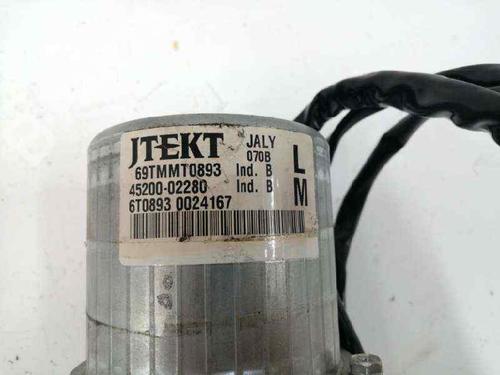 JTEKT JALY
070B L
69TMMT0893 Ind. B
45200-02280 Ind. B M
6T0893 0024167